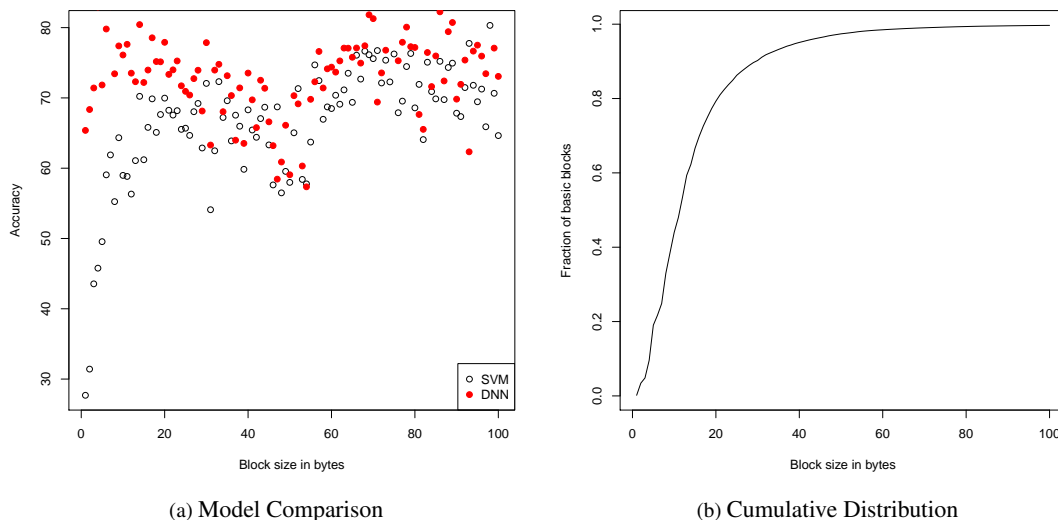 80
70
60
50
40
30
Accuracy
SVM
DNN
0 20 40 60 80 100
Block size in bytes
(a) Model Comparison
1.0
0.8
0.6
0.4
0.2
0.0
Fraction of basic blocks
0 20 40 60 80 100
Block size in bytes
(b) Cumulative Distribution